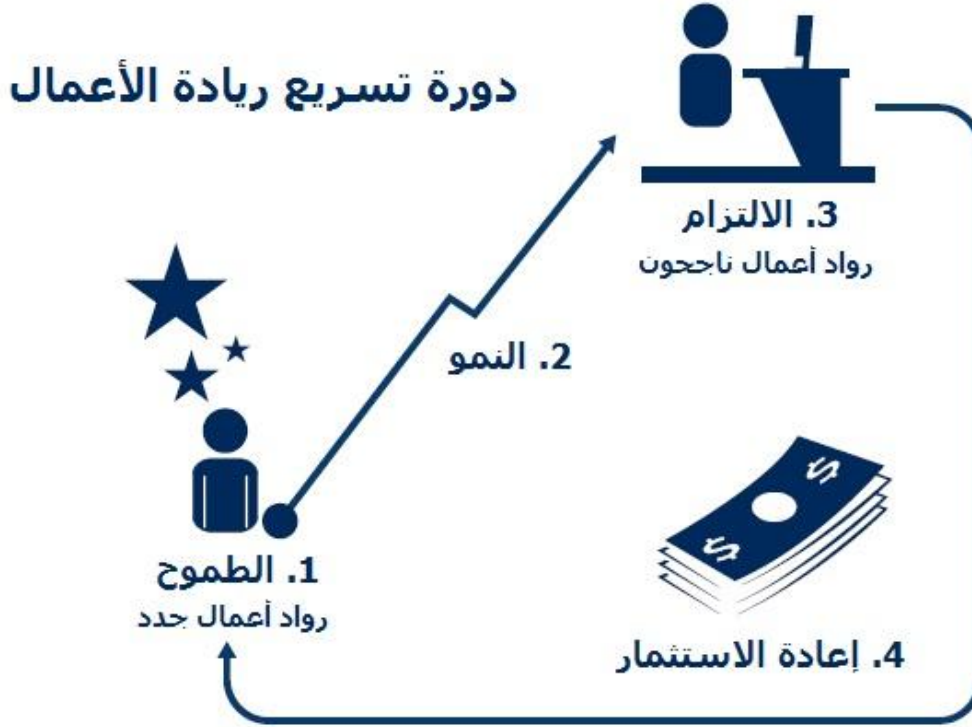 دورة تسريع ريادة الأعمال
1. الطموح
رواد أعمال جدد
2. النمو
3. الالتزام
رواد أعمال ناجحون
4. إعادة الاستثمار